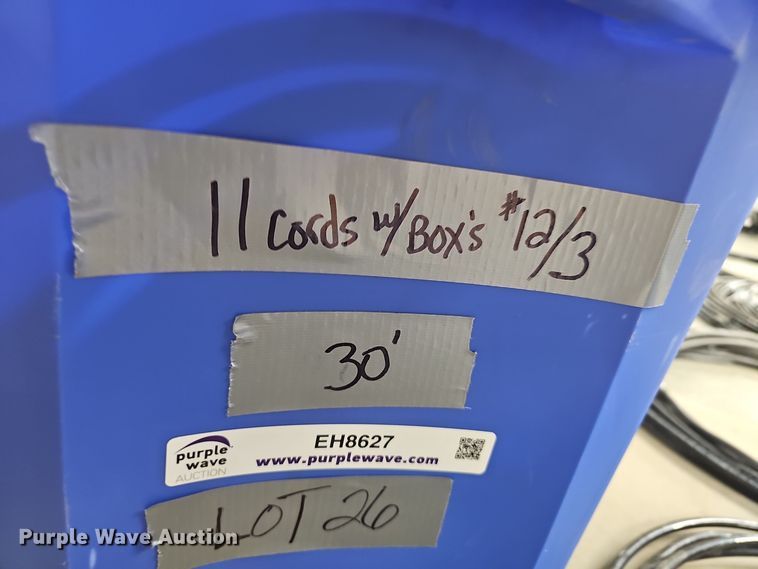 11 cords w/ Box's #12/3
30'
purple wave AUCTION
EH8627
www.purplewave.com
LOT 26
Purple Wave Auction